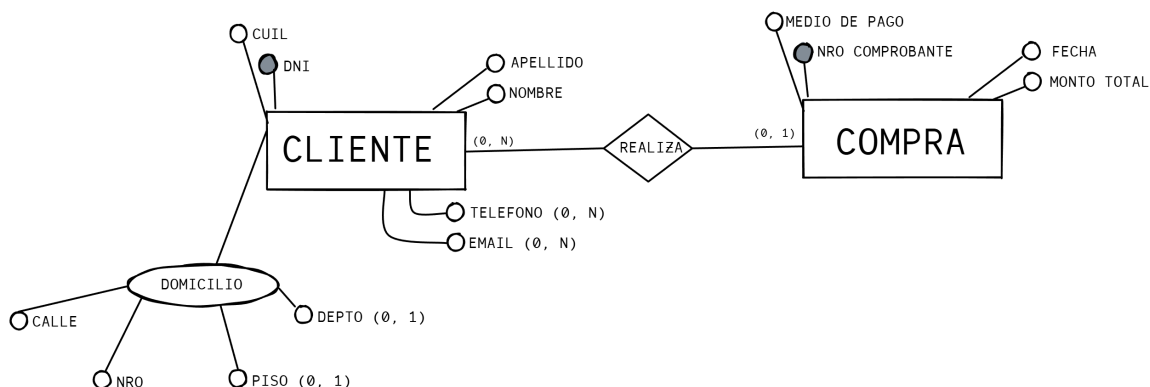 MEDIO DE PAGO
CUIL
NRO COMPROBANTE
FECHA
DNI
APELLIDO
MONTO TOTAL
NOMBRE
CLIENTE
(0, N)
REALIZA
(0, 1)
COMPRA
TELEFONO (0, N)
EMAIL (0, N)
DOMICILIO
CALLE
DEPTO (0, 1)
NRO
PISO (0, 1)